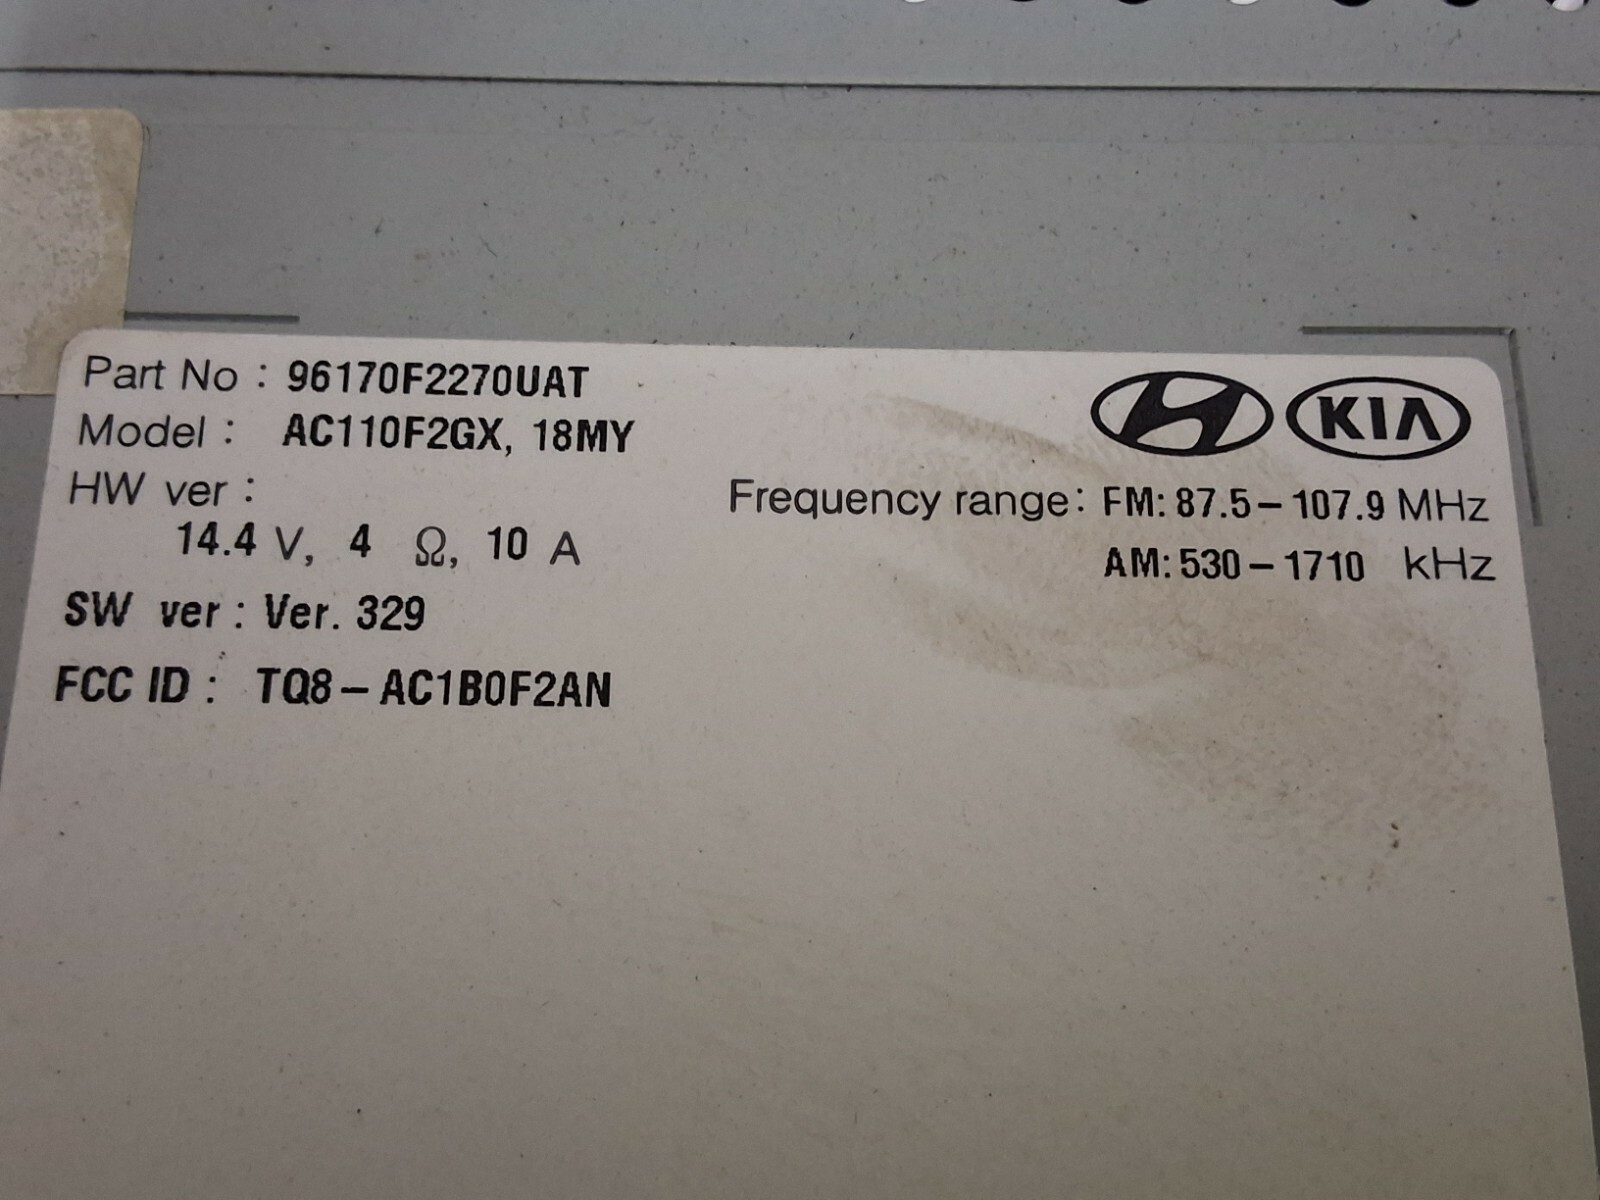 Part No : 96170F2270UAT
Model : AC110F2GX, 18MY
HW ver :
14.4 V, 4 Ω, 10 A
SW ver : Ver. 329
FCC ID : TQ8-AC1B0F2AN
KIA
Frequency range: FM: 87.5-107.9 MHz
AM: 530-1710 kHz